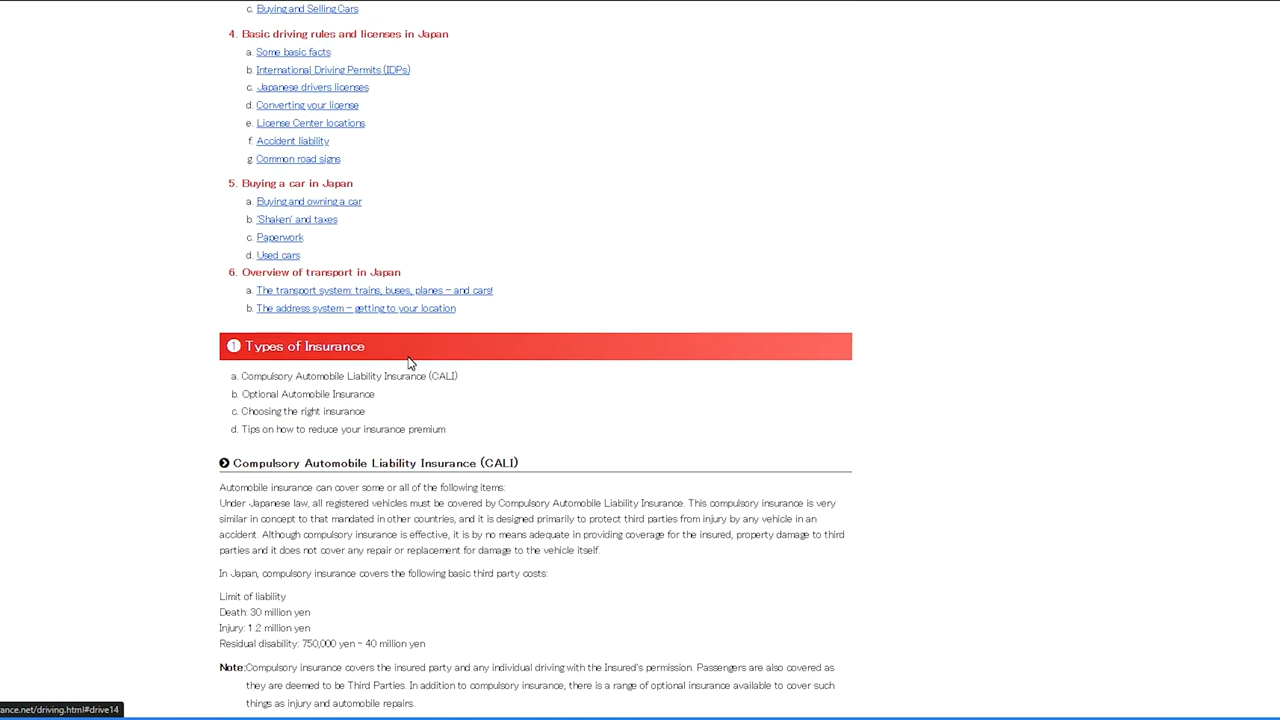 c. Buying and Selling Cars
4. Basic driving rules and licenses in Japan
a. Some basic facts
b. International Driving Permits (IDPs)
c. Japanese drivers licenses
d. Converting your license
e. License Center locations
f. Accident liability
g. Common road signs
5. Buying a car in Japan
a. Buying and owning a car
b. 'Shaken' and taxes
c. Paperwork
d. Used cars
6. Overview of transport in Japan
a. The transport system: trains, buses, planes – and cars!
b. The address system – getting to your location
1 Types of Insurance
a. Compulsory Automobile Liability Insurance (CALI)
b. Optional Automobile Insurance
c. Choosing the right insurance
d. Tips on how to reduce your insurance premium
Compulsory Automobile Liability Insurance (CALI)
Automobile insurance can cover some or all of the following items:
Under Japanese law, all registered vehicles must be covered by Compulsory Automobile Liability Insurance. This compulsory insurance is very
similar in concept to that mandated in other countries, and it is designed primarily to protect third parties from injury by any vehicle in an
accident. Although compulsory insurance is effective, it is by no means adequate in providing coverage for the insured, property damage to third
parties and it does not cover any repair or replacement for damage to the vehicle itself.
In Japan, compulsory insurance covers the following basic third party costs:
Limit of liability
Death: 30 million yen
Injury: 1.2 million yen
Residual disability: 750,000 yen – 40 million yen
Note:Compulsory insurance covers the insured party and any individual driving with the Insured's permission. Passengers are also covered as
they are deemed to be Third Parties. In addition to compulsory insurance, there is a range of optional insurance available to cover such
things as injury and automobile repairs.
rance.net/driving.html#drive14